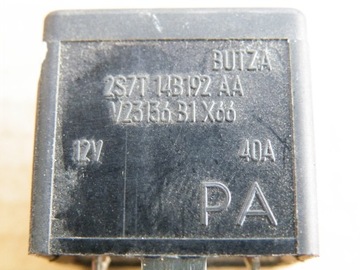 BUTZA
2S7T 14B192 AA
V23136 B1 X66
12V 40A
PA